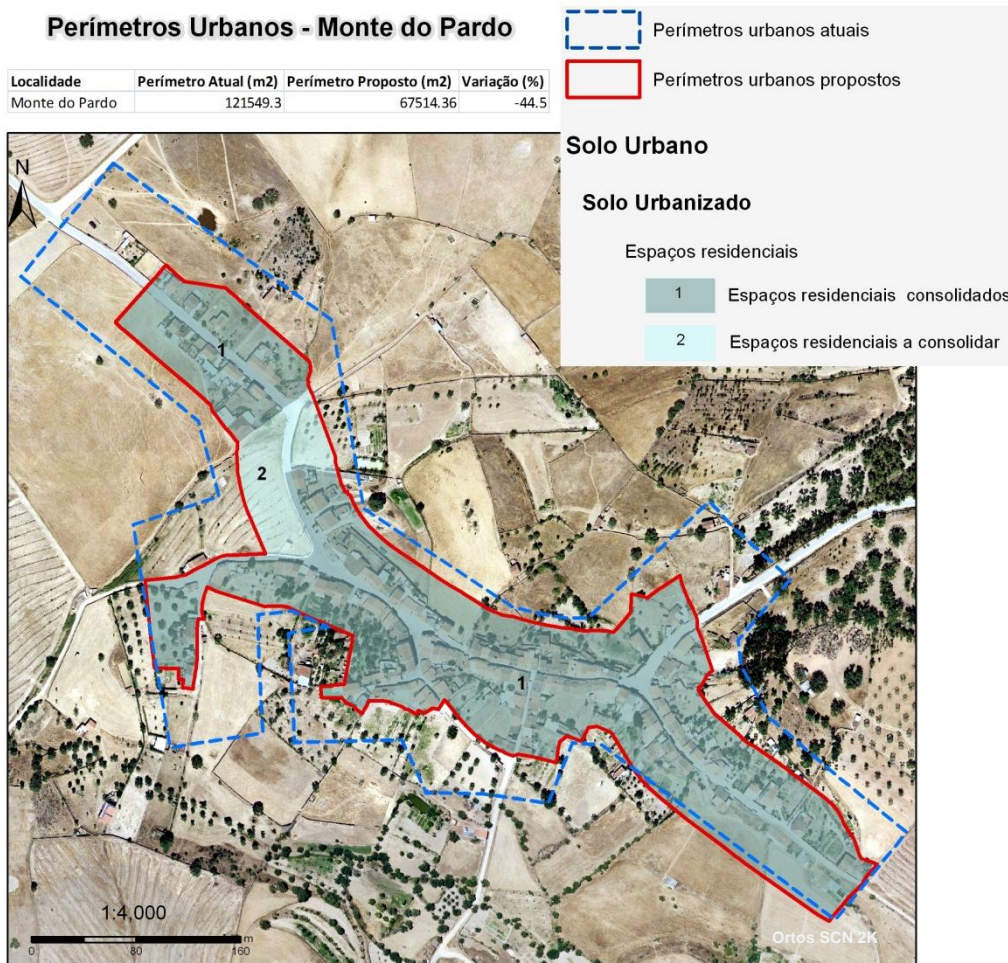 Perímetros Urbanos - Monte do Pardo
Localidade Perímetro Atual (m2) Perímetro Proposto (m2) Variação (%)
Monte do Pardo 121549.3 67514.36 -44.5
Perímetros urbanos atuais
Perímetros urbanos propostos
Solo Urbano
Solo Urbanizado
Espaços residenciais
1 Espaços residenciais consolidados
2 Espaços residenciais a consolidar
N
1
2
1
1:4,000
m
0 80 160
Ortos SCN 2K